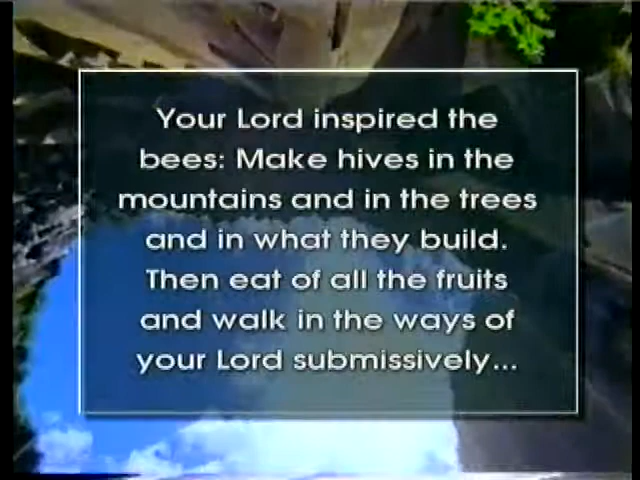 Your Lord inspired the
bees: Make hives in the
mountains and in the trees
and in what they build.
Then eat of all the fruits
and walk in the ways of
your Lord submissively...